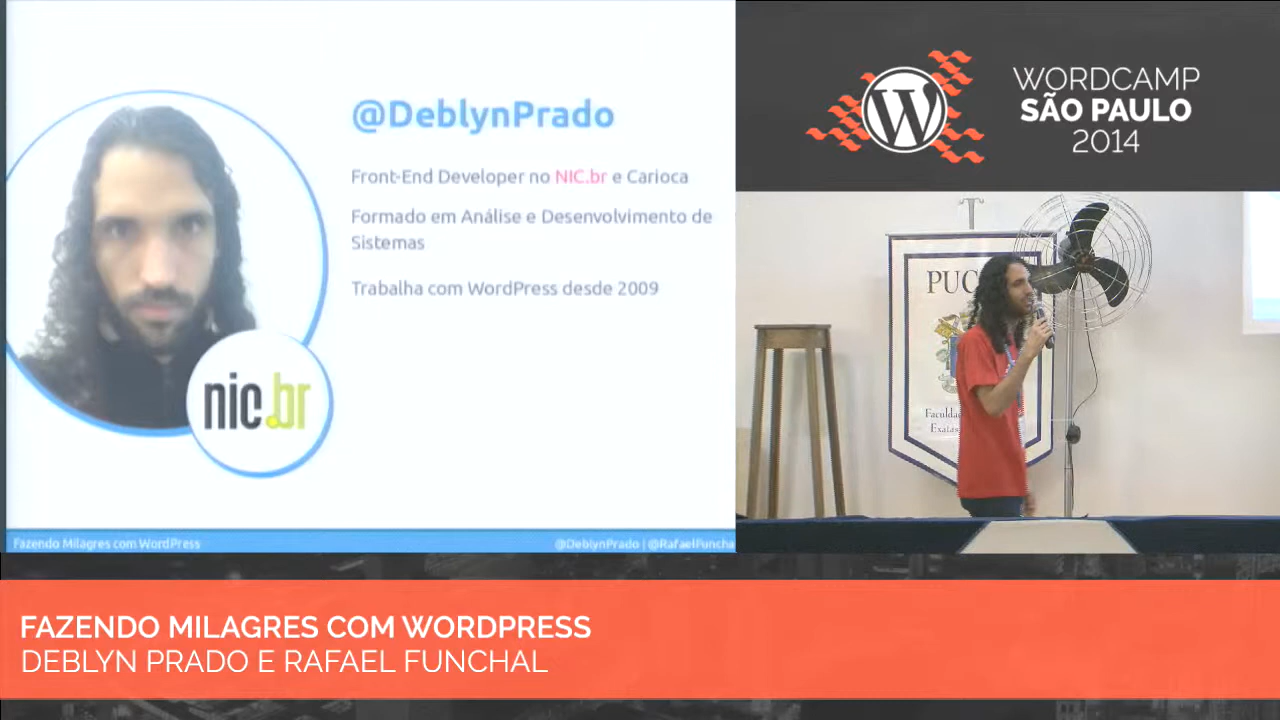 @DeblynPrado
Front-End Developer no NIC.br e Carioca
Formado em Análise e Desenvolvimento de
Sistemas
Trabalha com WordPress desde 2009
nic.br
Fazendo Milagres com WordPress
@DeblynPrado | @RafaelFuncha
WORDCAMP
SÃO PAULO
2014
PUC
Faculda
Exatas
FAZENDO MILAGRES COM WORDPRESS
DEBLYN PRADO E RAFAEL FUNCHAL